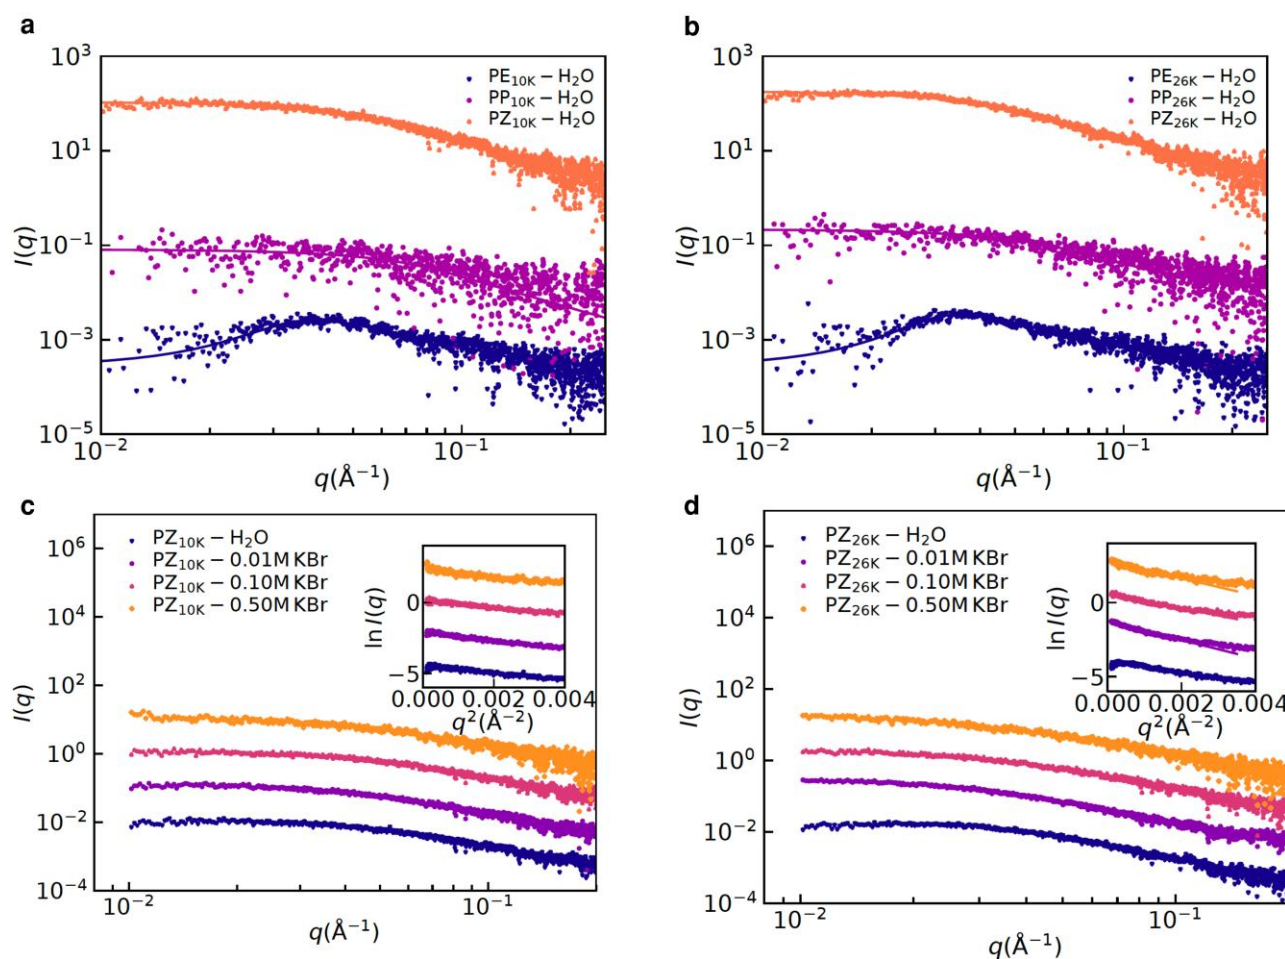 a
10³
10¹
10⁻¹
10⁻³
10⁻⁵
I(q)
PE₁₀ₖ − H₂O
PP₁₀ₖ − H₂O
PZ₁₀ₖ − H₂O
10⁻² 10⁻¹
q(Å⁻¹)
b
10³
10¹
10⁻¹
10⁻³
10⁻⁵
I(q)
PE₂₆ₖ − H₂O
PP₂₆ₖ − H₂O
PZ₂₆ₖ − H₂O
10⁻² 10⁻¹
q(Å⁻¹)
c
10⁶
10⁴
10²
10⁰
10⁻²
10⁻⁴
I(q)
PZ₁₀ₖ − H₂O
PZ₁₀ₖ − 0.01M KBr
PZ₁₀ₖ − 0.10M KBr
PZ₁₀ₖ − 0.50M KBr
ln I(q)
0
−5
0.000 0.002 0.004
q²(Å⁻²)
10⁻² 10⁻¹
q(Å⁻¹)
d
10⁶
10⁴
10²
10⁰
10⁻²
10⁻⁴
I(q)
PZ₂₆ₖ − H₂O
PZ₂₆ₖ − 0.01M KBr
PZ₂₆ₖ − 0.10M KBr
PZ₂₆ₖ − 0.50M KBr
ln I(q)
0
−5
0.000 0.002 0.004
q²(Å⁻²)
10⁻² 10⁻¹
q(Å⁻¹)